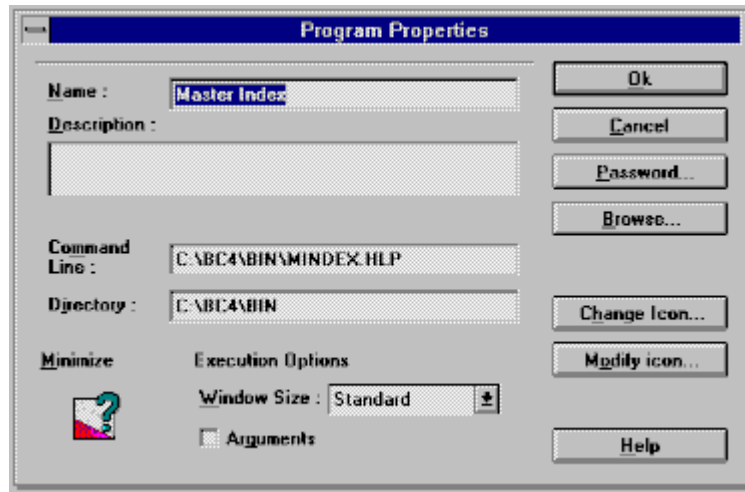 Program Properties
Name :
Master Index
Ok
Description :
Cancel
Password...
Browse...
Command
Line :
C:\BC4\BIN\MINDEX.HLP
Directory :
C:\BC4\BIN
Change Icon...
Minimize
Execution Options
Modify icon...
Window Size :
Standard
Arguments
Help